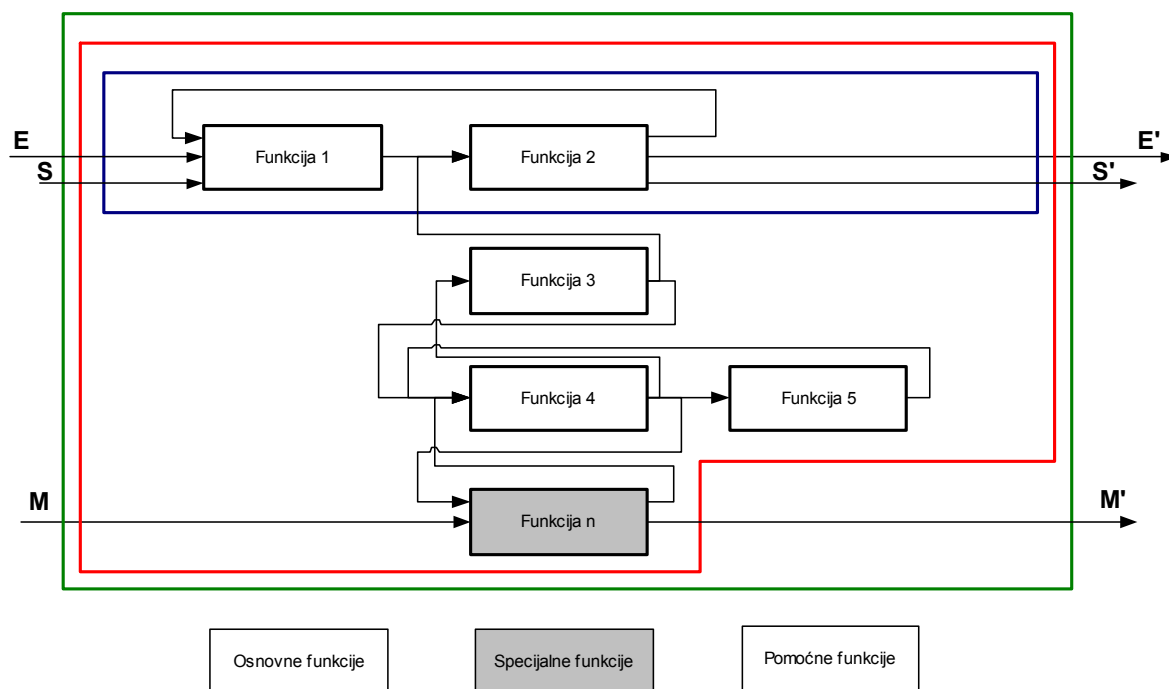 E
S
Funkcija 1
Funkcija 2
E'
S'
Funkcija 3
Funkcija 4
Funkcija 5
M
Funkcija n
M'
Osnovne funkcije
Specijalne funkcije
Pomoćne funkcije